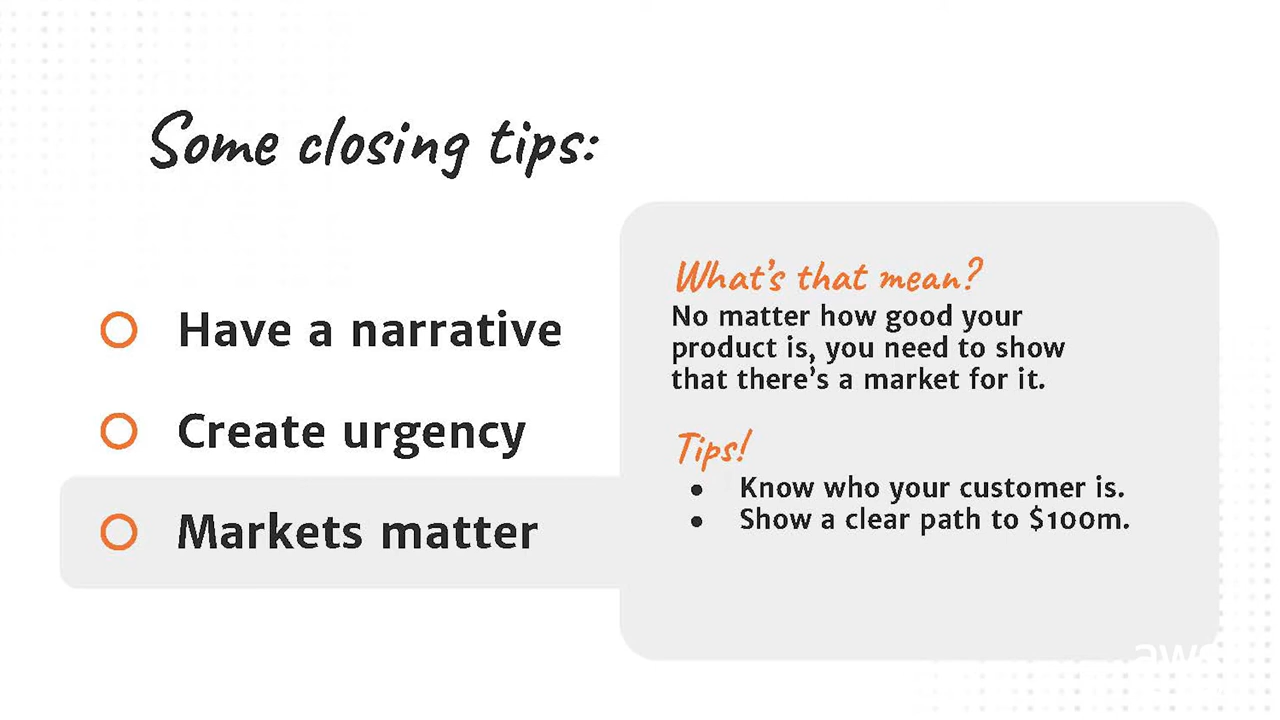 Some closing tips:
Have a narrative
Create urgency
Markets matter
What's that mean?
No matter how good your
product is, you need to show
that there's a market for it.
Tips!
• Know who your customer is.
• Show a clear path to $100m.
aws